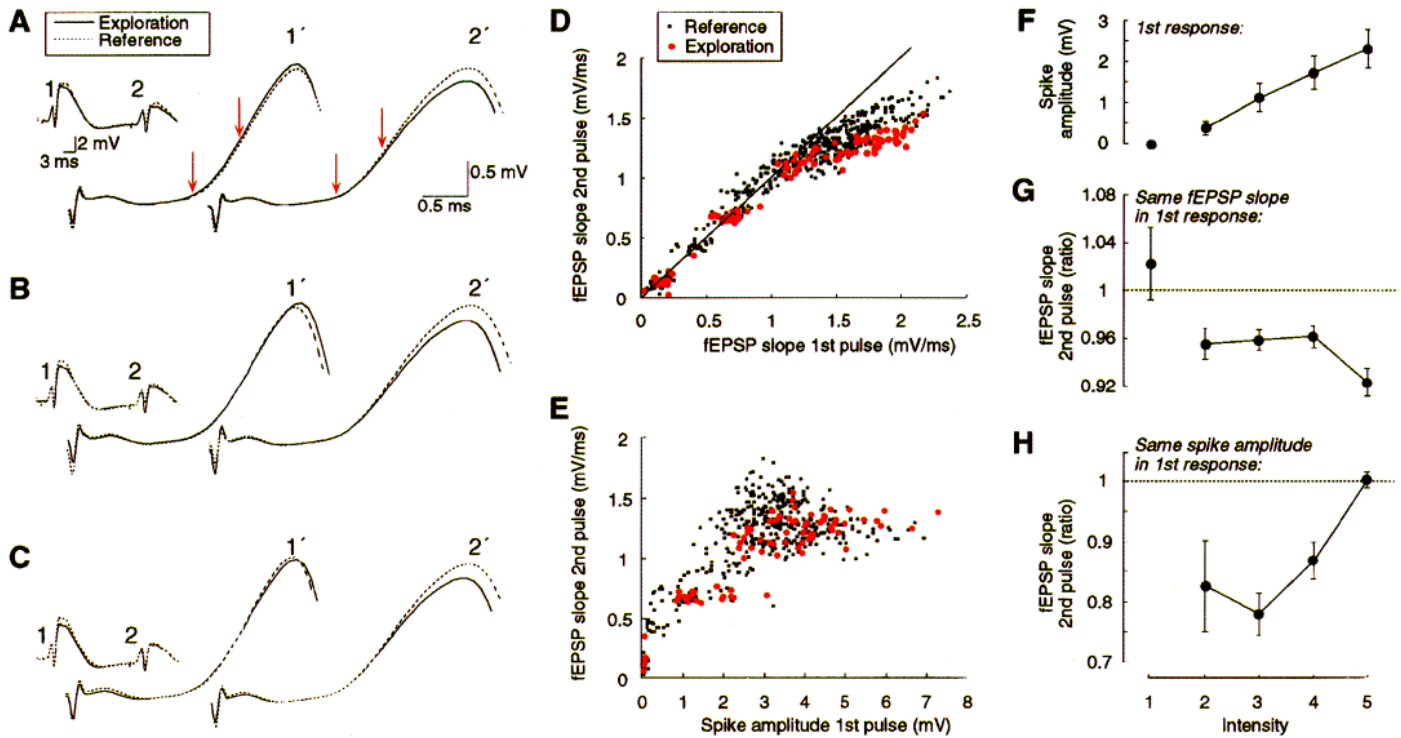 A
Exploration
Reference
1´
2´
1
2
2 mV
3 ms
0.5 mV
0.5 ms
B
1´
2´
1
2
C
1´
2´
1
2
D
Reference
Exploration
fEPSP slope 2nd pulse (mV/ms)
2
1.5
1
0.5
0
0 0.5 1 1.5 2 2.5
fEPSP slope 1st pulse (mV/ms)
E
fEPSP slope 2nd pulse (mV/ms)
2
1.5
1
0.5
0
0 1 2 3 4 5 6 7 8
Spike amplitude 1st pulse (mV)
F
1st response:
Spike
amplitude (mV)
3
2
1
0
G
Same fEPSP slope
in 1st response:
fEPSP slope
2nd pulse (ratio)
1.08
1.04
1
0.96
0.92
H
Same spike amplitude
in 1st response:
fEPSP slope
2nd pulse (ratio)
1
0.9
0.8
0.7
1 2 3 4 5
Intensity